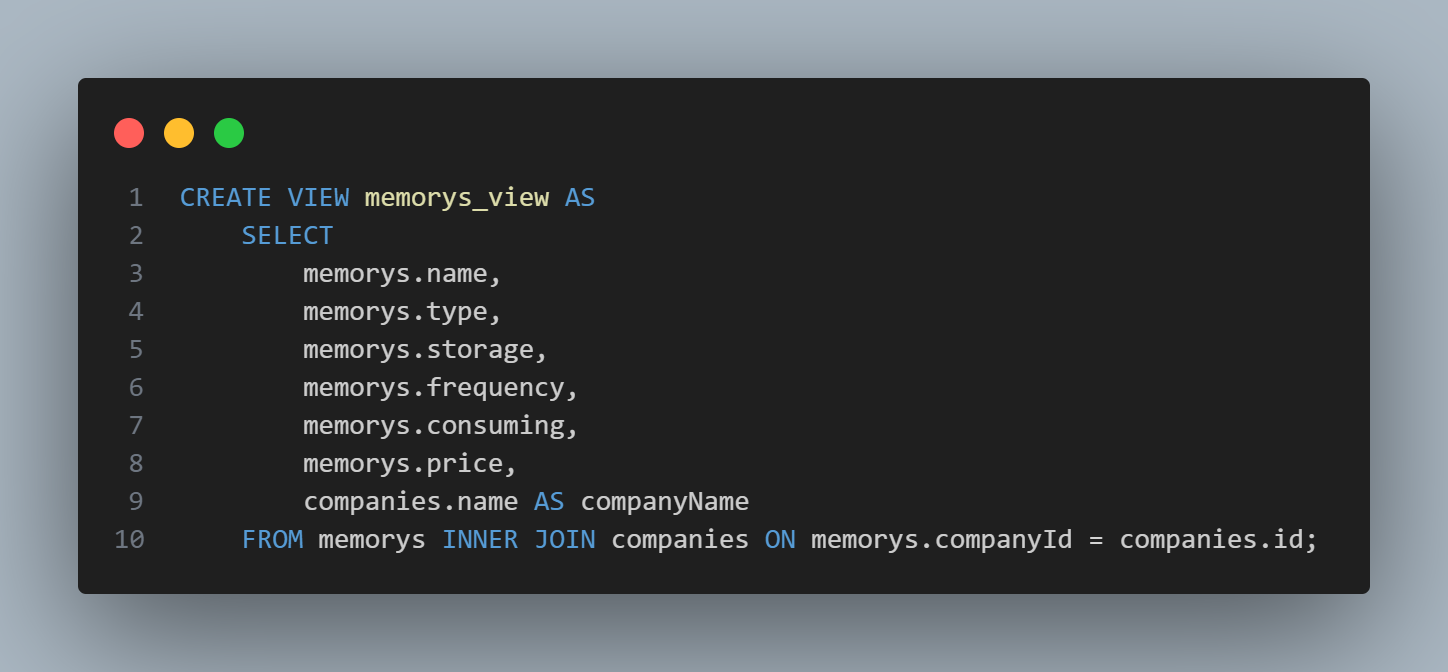 1 CREATE VIEW memorys_view AS
2 SELECT
3 memorys.name,
4 memorys.type,
5 memorys.storage,
6 memorys.frequency,
7 memorys.consuming,
8 memorys.price,
9 companies.name AS companyName
10 FROM memorys INNER JOIN companies ON memorys.companyId = companies.id;